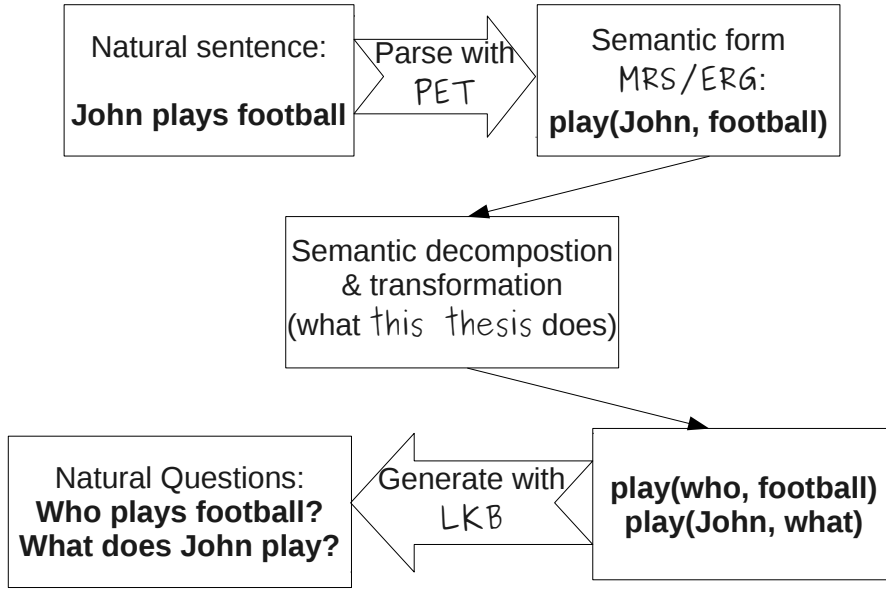 Natural sentence:
John plays football
Parse with
PET
Semantic form
MRS/ERG:
play(John, football)
Semantic decompostion
& transformation
(what this thesis does)
play(who, football)
play(John, what)
Generate with
LKB
Natural Questions:
Who plays football?
What does John play?